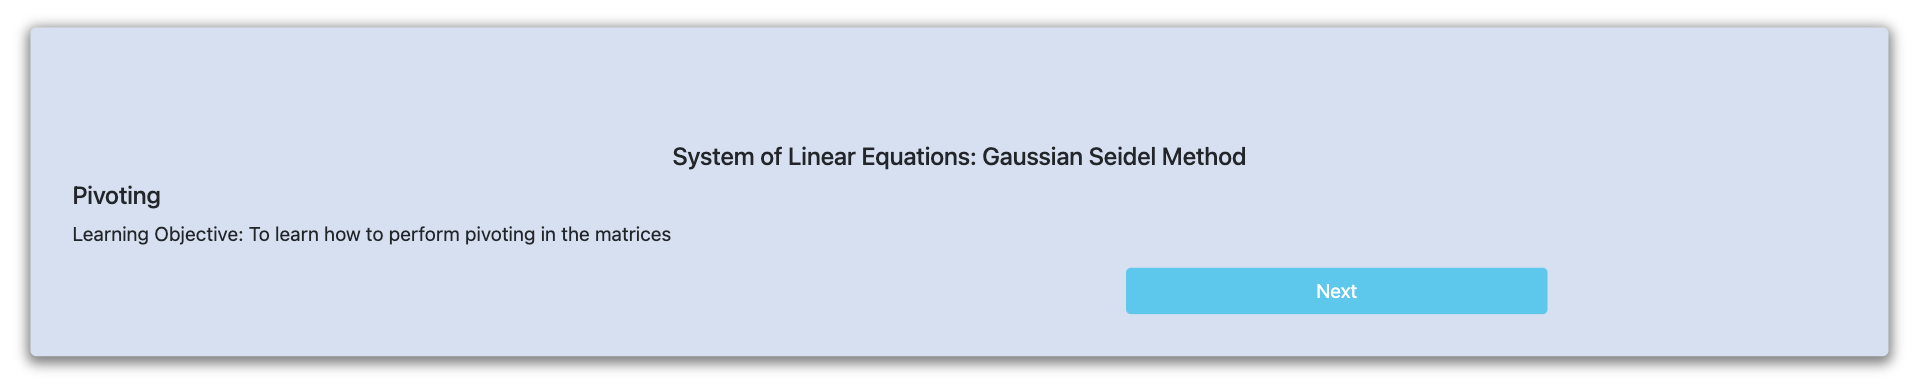 System of Linear Equations: Gaussian Seidel Method
Pivoting
Learning Objective: To learn how to perform pivoting in the matrices
Next